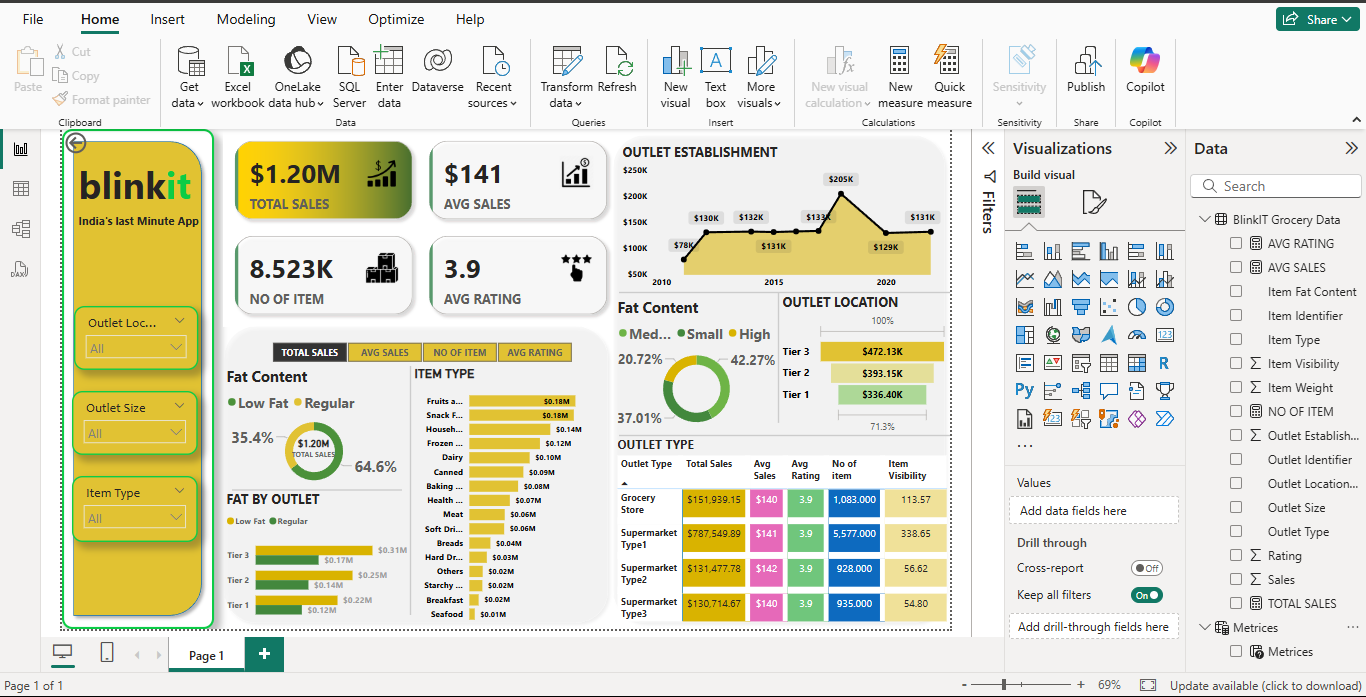 File Home Insert Modeling View Optimize Help Share
Paste
Cut
Copy
Format painter
Clipboard
Get data
Excel workbook
OneLake data hub
SQL Server
Enter data
Dataverse
Recent sources
Data
Transform data
Refresh
Queries
New visual
Text box
More visuals
Insert
New visual calculation
New measure
Quick measure
Calculations
Sensitivity
Sensitivity
Publish
Share
Copilot
Copilot
blinkit
India's last Minute App
Outlet Loc...
All
Outlet Size
All
Item Type
All
$1.20M
TOTAL SALES
$141
AVG SALES
8.523K
NO OF ITEM
3.9
AVG RATING
TOTAL SALES AVG SALES NO OF ITEM AVG RATING
Fat Content
Low Fat Regular
35.4%
$1.20M
TOTAL SALES
64.6%
FAT BY OUTLET
Low Fat Regular
Tier 3 $0.31M
$0.17M
Tier 2 $0.25M
$0.14M
Tier 1 $0.22M
$0.12M
ITEM TYPE
Fruits a... $0.18M
Snack F... $0.18M
Househ... $0.14M
Frozen ... $0.12M
Dairy $0.10M
Canned $0.09M
Baking ... $0.08M
Health ... $0.07M
Meat $0.06M
Soft Dri... $0.06M
Breads $0.04M
Hard Dr... $0.03M
Others $0.02M
Starchy ... $0.02M
Breakfast $0.02M
Seafood $0.01M
OUTLET ESTABLISHMENT
$250K
$200K
$150K
$100K
$50K
$78K
$130K
$132K
$131K
$133K
$205K
$129K
$131K
2010 2015 2020
Fat Content
Med... Small High
20.72%
42.27%
37.01%
OUTLET LOCATION
100%
Tier 3 $472.13K
Tier 2 $393.15K
Tier 1 $336.40K
71.3%
OUTLET TYPE
Outlet Type Total Sales Avg Sales Avg Rating No of item Item Visibility
Grocery Store $151,939.15 $140 3.9 1,083.000 113.57
Supermarket Type1 $787,549.89 $141 3.9 5,577.000 338.65
Supermarket Type2 $131,477.78 $142 3.9 928.000 56.62
Supermarket Type3 $130,714.67 $140 3.9 935.000 54.80
Filters
Visualizations
Build visual
123
R
Py
123
...
Values
Add data fields here
Drill through
Cross-report Off
Keep all filters On
Add drill-through fields here
Data
Search
BlinkIT Grocery Data
AVG RATING
AVG SALES
Item Fat Content
Item Identifier
Item Type
Item Visibility
Item Weight
NO OF ITEM
Outlet Establish...
Outlet Identifier
Outlet Location...
Outlet Size
Outlet Type
Rating
Sales
TOTAL SALES
Metrices ...
Metrices
Page 1 +
Page 1 of 1
- + 69%
Update available (click to download)